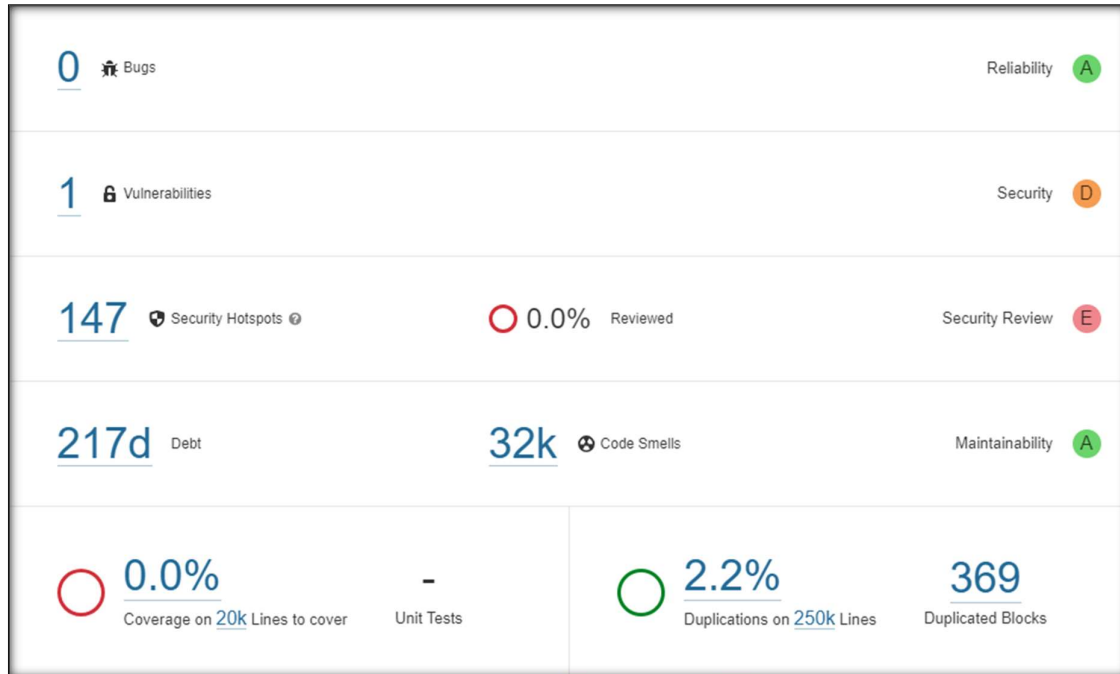 0 Bugs Reliability A
1 Vulnerabilities Security D
147 Security Hotspots ? 0.0% Reviewed Security Review E
217d Debt 32k Code Smells Maintainability A
0.0% - 2.2% 369
Coverage on 20k Lines to cover Unit Tests Duplications on 250k Lines Duplicated Blocks